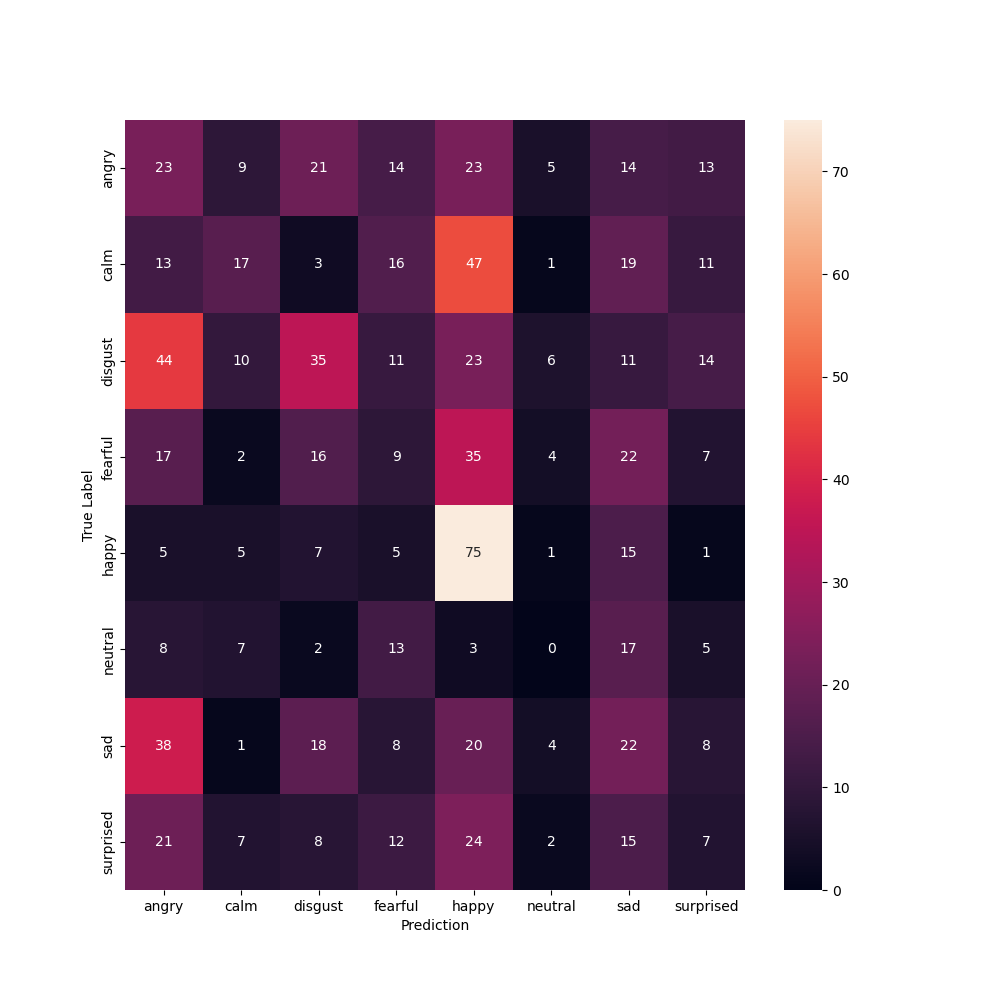 angry 23 9 21 14 23 5 14 13
calm 13 17 3 16 47 1 19 11
disgust 44 10 35 11 23 6 11 14
fearful 17 2 16 9 35 4 22 7
happy 5 5 7 5 75 1 15 1
neutral 8 7 2 13 3 0 17 5
sad 38 1 18 8 20 4 22 8
surprised 21 7 8 12 24 2 15 7
True Label
angry calm disgust fearful happy neutral sad surprised
Prediction
70
60
50
40
30
20
10
0